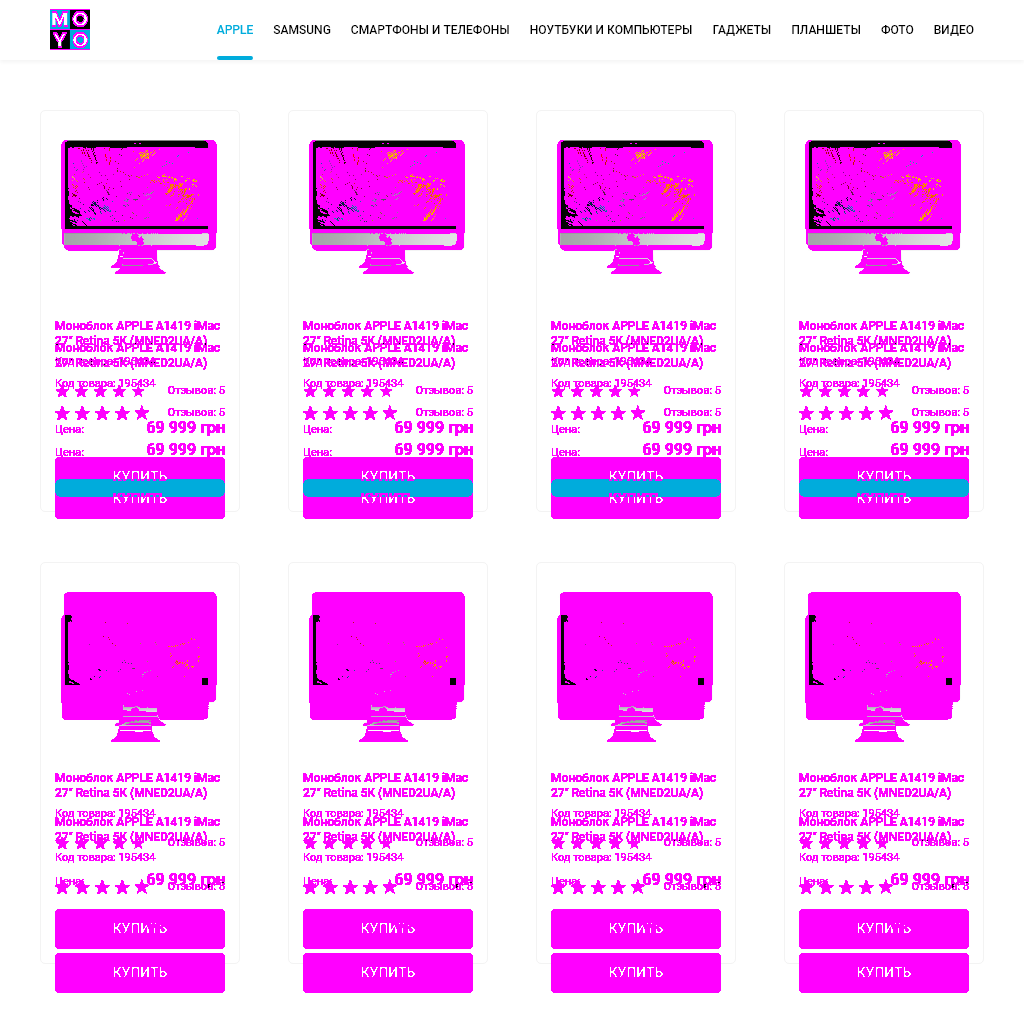 MOYO
APPLE SAMSUNG СМАРТФОНЫ И ТЕЛЕФОНЫ НОУТБУКИ И КОМПЬЮТЕРЫ ГАДЖЕТЫ ПЛАНШЕТЫ ФОТО ВИДЕО
Моноблок APPLE A1419 iMac
27" Retina 5K (MNED2UA/A)
Моноблок APPLE A1419 iMac
27" Retina 5K (MNED2UA/A)
Код товара: 195434
Отзывов: 5
Отзывов: 5
Цена: 69 999 грн
Цена: 69 999 грн
КУПИТЬ
КУПИТЬ
Моноблок APPLE A1419 iMac
27" Retina 5K (MNED2UA/A)
Моноблок APPLE A1419 iMac
27" Retina 5K (MNED2UA/A)
Код товара: 195434
Отзывов: 5
Отзывов: 5
Цена: 69 999 грн
Цена: 69 999 грн
КУПИТЬ
КУПИТЬ
Моноблок APPLE A1419 iMac
27" Retina 5K (MNED2UA/A)
Моноблок APPLE A1419 iMac
27" Retina 5K (MNED2UA/A)
Код товара: 195434
Отзывов: 5
Отзывов: 5
Цена: 69 999 грн
Цена: 69 999 грн
КУПИТЬ
КУПИТЬ
Моноблок APPLE A1419 iMac
27" Retina 5K (MNED2UA/A)
Моноблок APPLE A1419 iMac
27" Retina 5K (MNED2UA/A)
Код товара: 195434
Отзывов: 5
Отзывов: 5
Цена: 69 999 грн
Цена: 69 999 грн
КУПИТЬ
КУПИТЬ
Моноблок APPLE A1419 iMac
27" Retina 5K (MNED2UA/A)
Код товара: 195434
Моноблок APPLE A1419 iMac
27" Retina 5K (MNED2UA/A)
Отзывов: 5
Код товара: 195434
Цена: 69 999 грн
Отзывов: 5
КУПИТЬ
КУПИТЬ
Моноблок APPLE A1419 iMac
27" Retina 5K (MNED2UA/A)
Код товара: 195434
Моноблок APPLE A1419 iMac
27" Retina 5K (MNED2UA/A)
Отзывов: 5
Код товара: 195434
Цена: 69 999 грн
Отзывов: 5
КУПИТЬ
КУПИТЬ
Моноблок APPLE A1419 iMac
27" Retina 5K (MNED2UA/A)
Код товара: 195434
Моноблок APPLE A1419 iMac
27" Retina 5K (MNED2UA/A)
Отзывов: 5
Код товара: 195434
Цена: 69 999 грн
Отзывов: 5
КУПИТЬ
КУПИТЬ
Моноблок APPLE A1419 iMac
27" Retina 5K (MNED2UA/A)
Код товара: 195434
Моноблок APPLE A1419 iMac
27" Retina 5K (MNED2UA/A)
Отзывов: 5
Код товара: 195434
Цена: 69 999 грн
Отзывов: 5
КУПИТЬ
КУПИТЬ